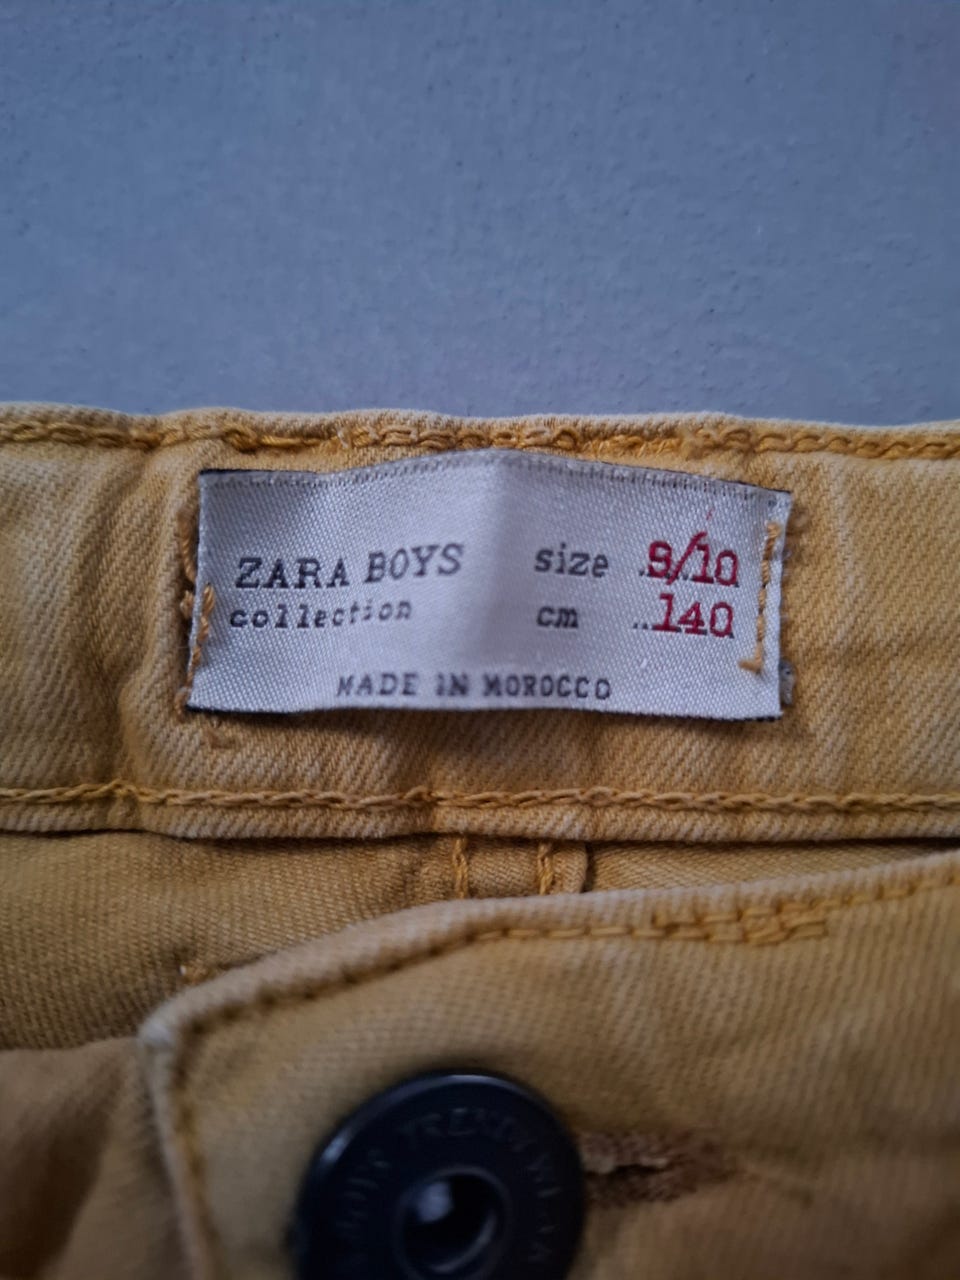 ZARA BOYS
collection
size ..9/10
cm ..140
MADE IN MOROCCO